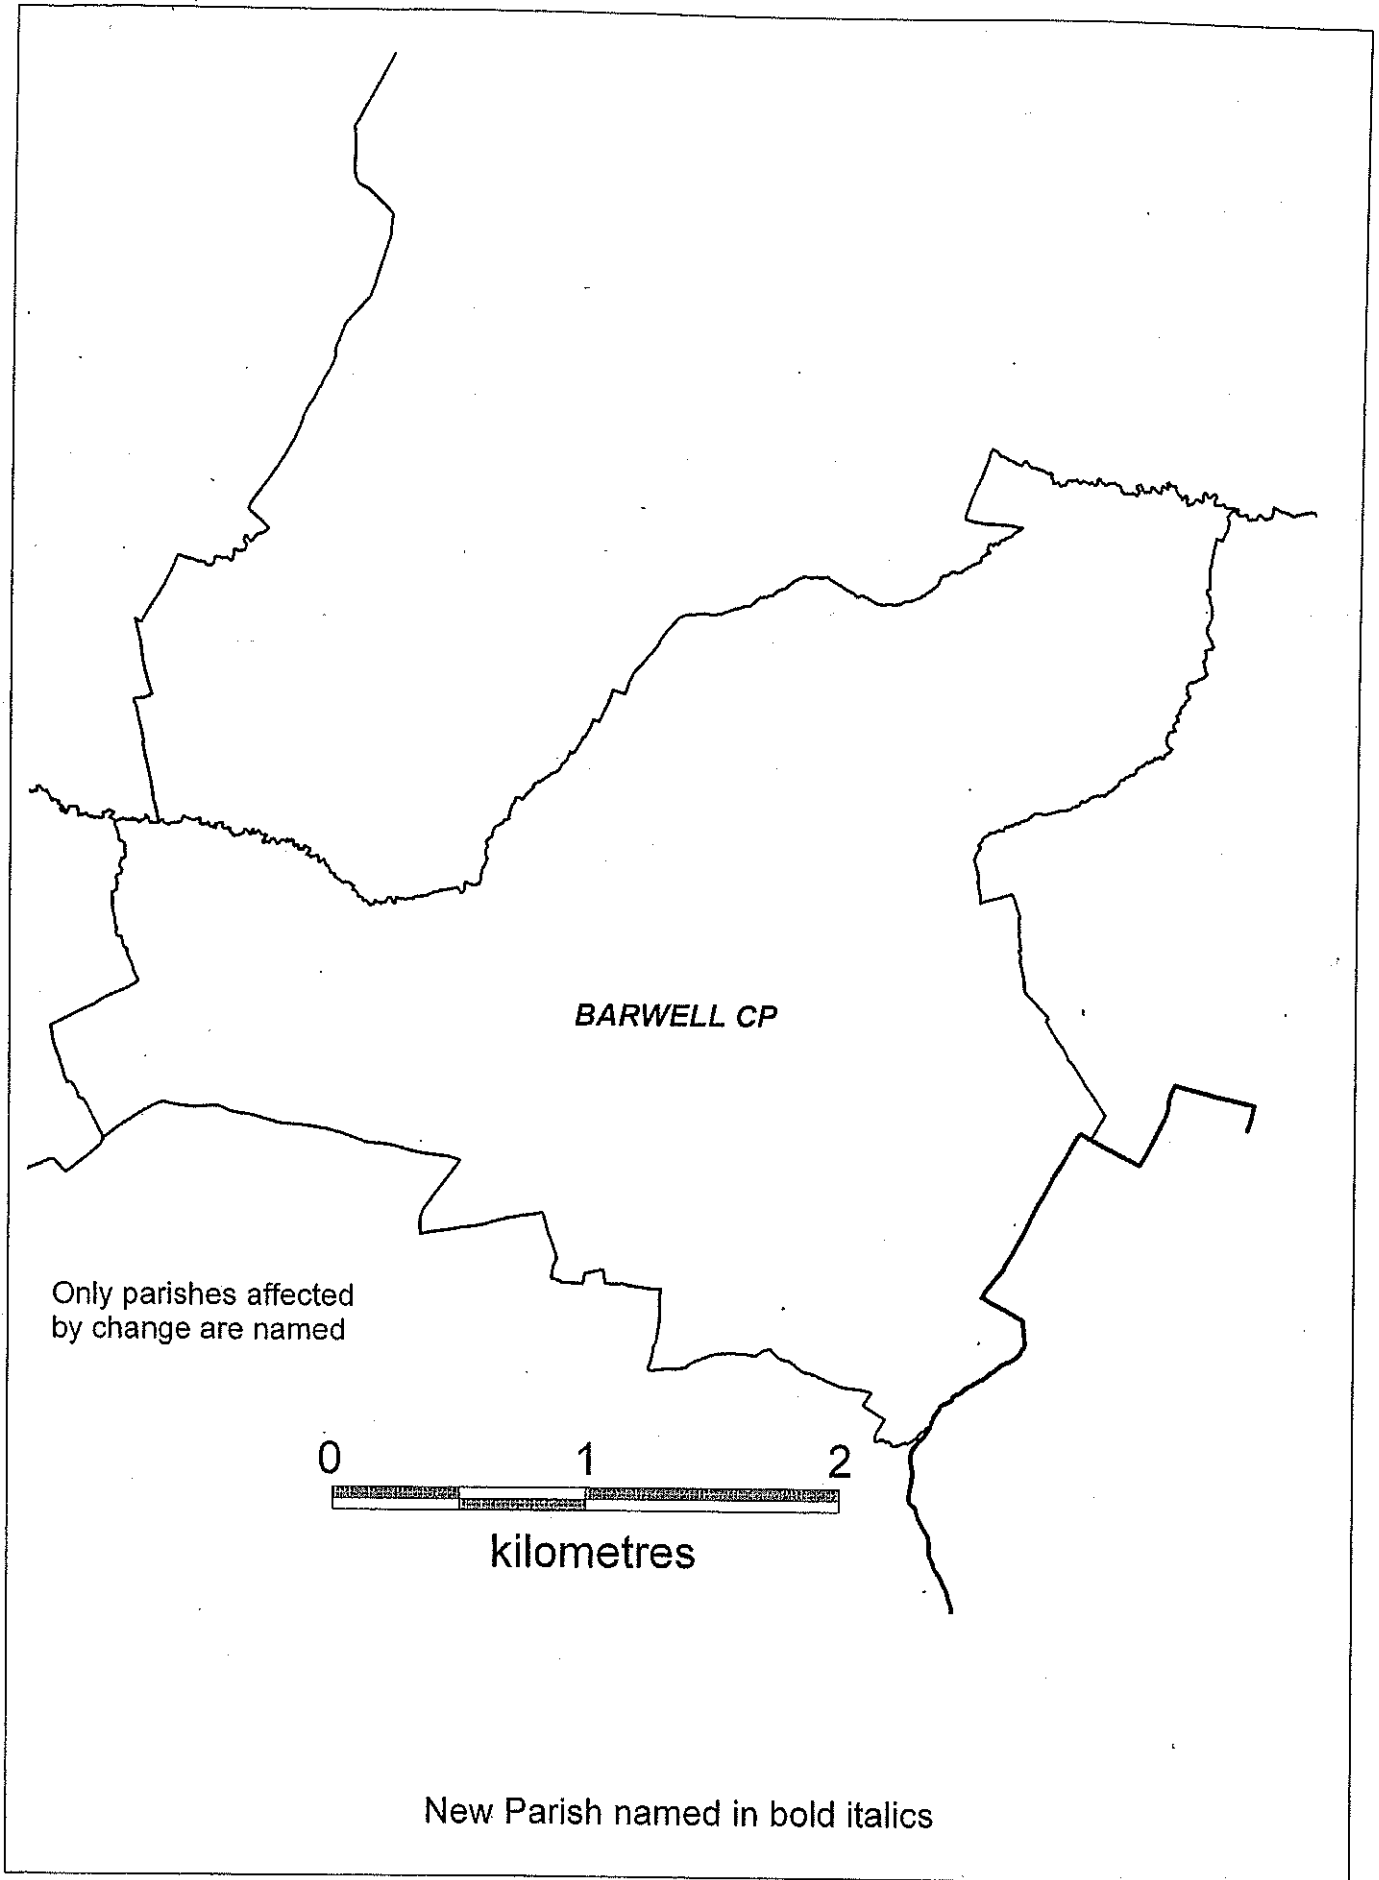 BARWELL CP
Only parishes affected
by change are named
0 1 2
kilometres
New Parish named in bold italics